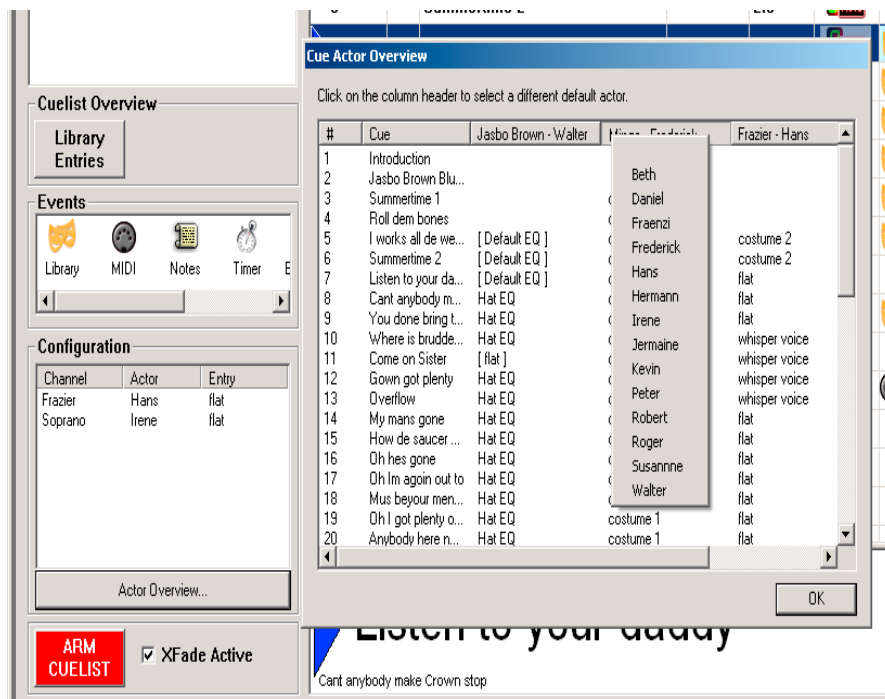 Cue Actor Overview
Click on the column header to select a different default actor.
# Cue Jasbo Brown - Walter Frazier - Hans
1 Introduction
2 Jasbo Brown Blu...
3 Summertime 1
4 Roll dem bones
5 I works all de we... [ Default EQ ] costume 2
6 Summertime 2 [ Default EQ ] costume 2
7 Listen to your da... [ Default EQ ] flat
8 Cant anybody m... Hat EQ flat
9 You done bring t... Hat EQ flat
10 Where is brudde... Hat EQ whisper voice
11 Come on Sister [ flat ] whisper voice
12 Gown got plenty Hat EQ whisper voice
13 Overflow Hat EQ whisper voice
14 My mans gone Hat EQ flat
15 How de saucer ... Hat EQ flat
16 Oh hes gone Hat EQ flat
17 Oh Im agoin out to Hat EQ flat
18 Mus beyour men... Hat EQ flat
19 Oh I got plenty o... Hat EQ costume 1 flat
20 Anybody here n... Hat EQ costume 1 flat
Beth
Daniel
Fraenzi
Frederick
Hans
Hermann
Irene
Jermaine
Kevin
Peter
Robert
Roger
Susannne
Walter
OK
Cuelist Overview
Library
Entries
Events
Library MIDI Notes Timer E
Configuration
Channel Actor Entry
Frazier Hans flat
Soprano Irene flat
Actor Overview...
ARM
CUELIST
XFade Active
Listen to your daddy
Cant anybody make Crown stop